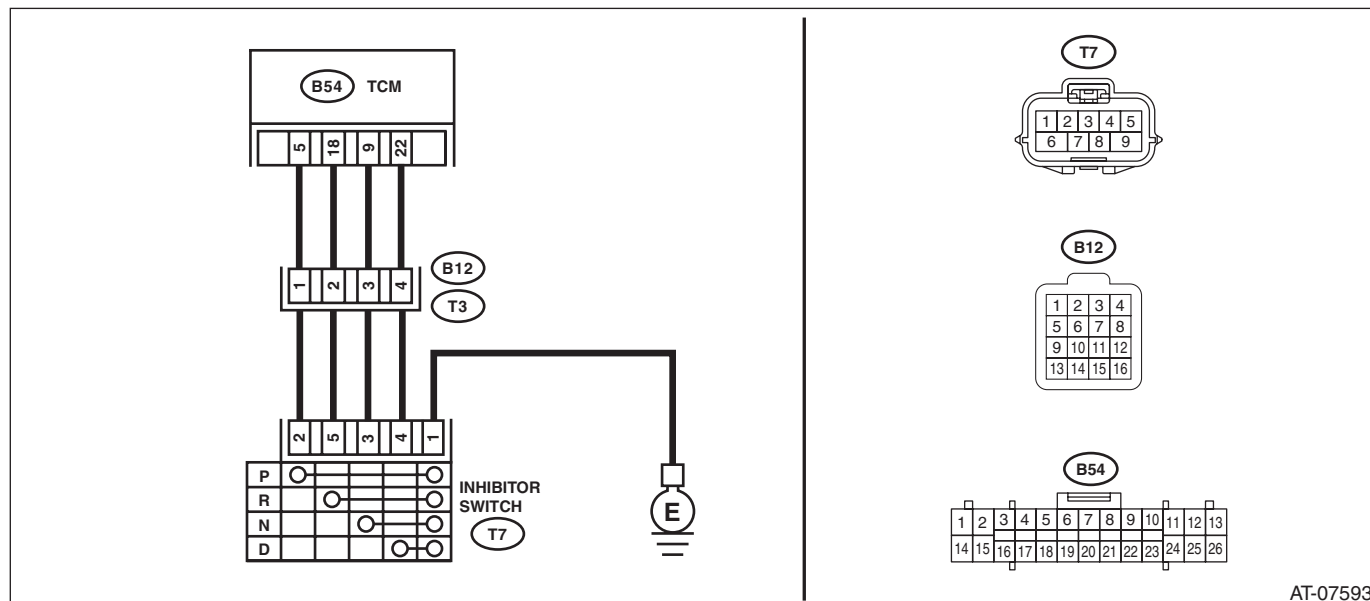 B54 TCM
5 18 9 22
1 2 3 4
B12
T3
2 5 3 4 1
P
R
N
D
INHIBITOR
SWITCH
T7
E
T7
1 2 3 4 5
6 7 8 9
B12
1 2 3 4
5 6 7 8
9 10 11 12
13 14 15 16
B54
1 2 3 4 5 6 7 8 9 10 11 12 13
14 15 16 17 18 19 20 21 22 23 24 25 26
AT-07593